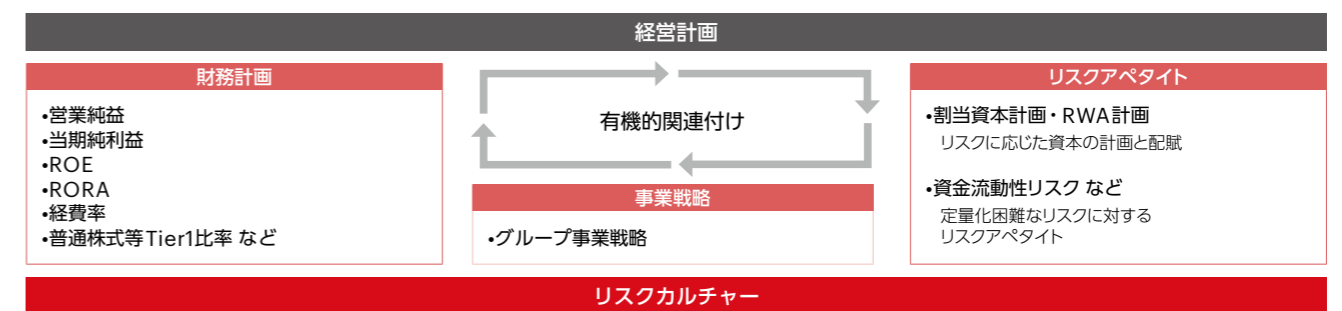 経営計画
財務計画
•営業純益
•当期純利益
•ROE
•RORA
•経費率
•普通株式等Tier1比率 など
有機的関連付け
事業戦略
•グループ事業戦略
リスクアペタイト
•割当資本計画・RWA計画
リスクに応じた資本の計画と配賦
•資金流動性リスク など
定量化困難なリスクに対する
リスクアペタイト
リスクカルチャー